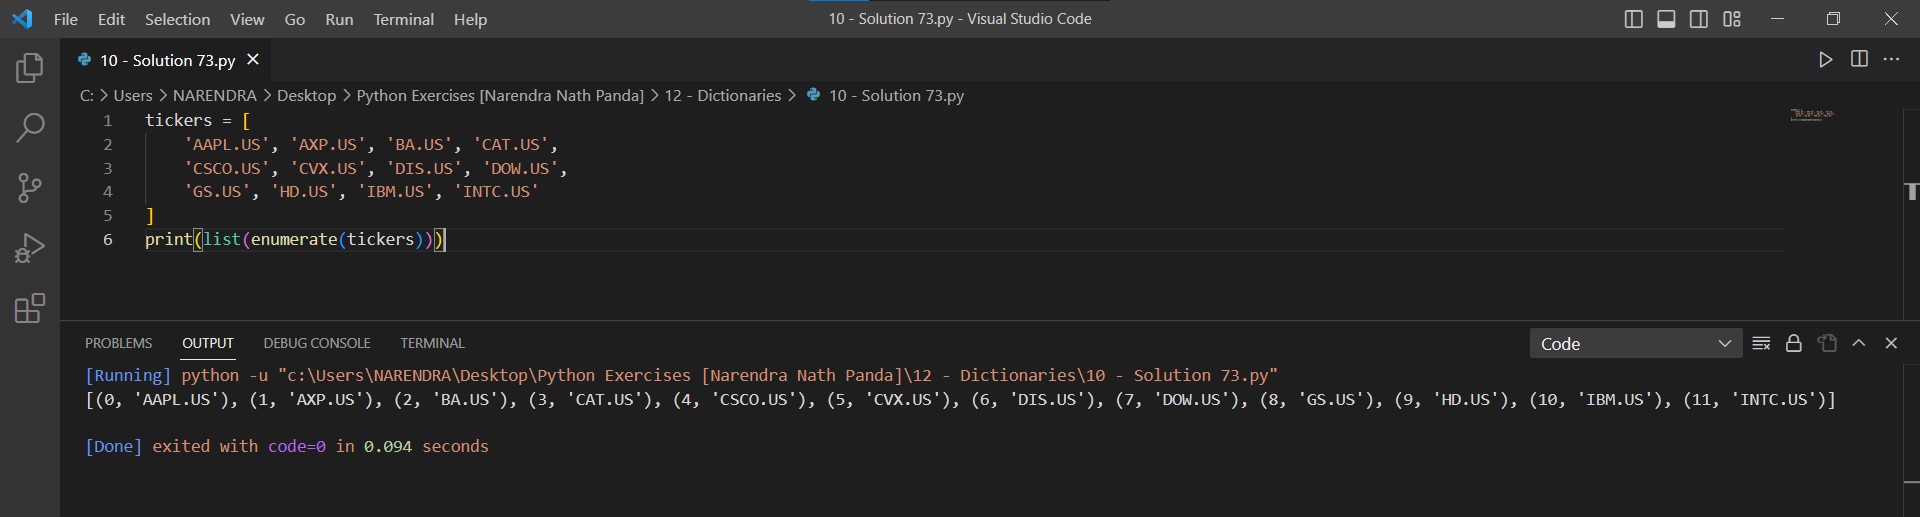 File Edit Selection View Go Run Terminal Help
10 - Solution 73.py - Visual Studio Code
10 - Solution 73.py
C: > Users > NARENDRA > Desktop > Python Exercises [Narendra Nath Panda] > 12 - Dictionaries > 10 - Solution 73.py
1 tickers = [
2     'AAPL.US', 'AXP.US', 'BA.US', 'CAT.US',
3     'CSCO.US', 'CVX.US', 'DIS.US', 'DOW.US',
4     'GS.US', 'HD.US', 'IBM.US', 'INTC.US'
5 ]
6 print(list(enumerate(tickers)))
PROBLEMS OUTPUT DEBUG CONSOLE TERMINAL
Code
[Running] python -u "c:\Users\NARENDRA\Desktop\Python Exercises [Narendra Nath Panda]\12 - Dictionaries\10 - Solution 73.py"
[(0, 'AAPL.US'), (1, 'AXP.US'), (2, 'BA.US'), (3, 'CAT.US'), (4, 'CSCO.US'), (5, 'CVX.US'), (6, 'DIS.US'), (7, 'DOW.US'), (8, 'GS.US'), (9, 'HD.US'), (10, 'IBM.US'), (11, 'INTC.US')]
[Done] exited with code=0 in 0.094 seconds